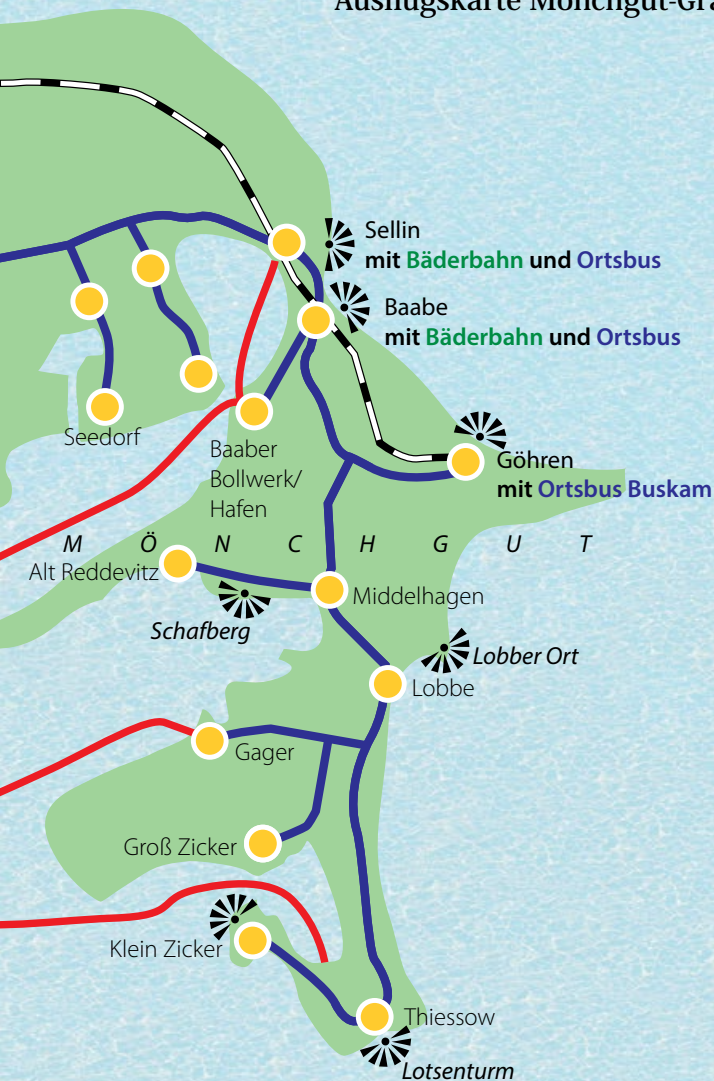 Ausflugskarte Mönchgut-Gra
Sellin
mit Bäderbahn und Ortsbus
Baabe
mit Bäderbahn und Ortsbus
Seedorf
Baaber
Bollwerk/
Hafen
Göhren
mit Ortsbus Buskam
M Ö N C H G U T
Alt Reddevitz
Middelhagen
Schafberg
Lobber Ort
Lobbe
Gager
Groß Zicker
Klein Zicker
Thiessow
Lotsenturm